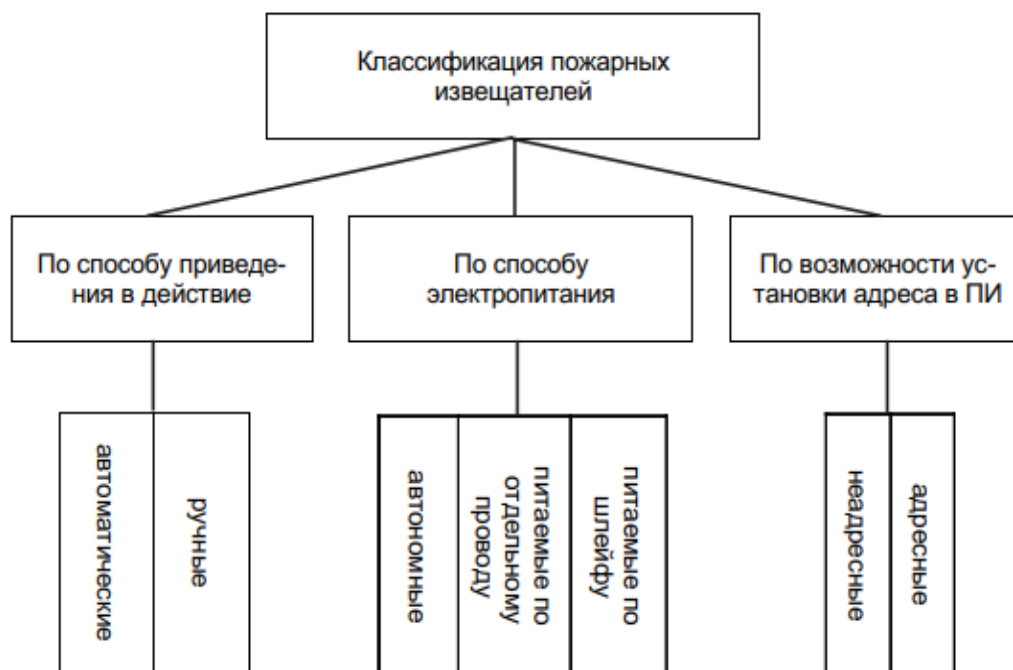 Классификация пожарных
извещателей
По способу приведе-
ния в действие
По способу
электропитания
По возможности ус-
тановки адреса в ПИ
автоматические
ручные
автономные
питаемые по
отдельному
проводу
питаемые по
шлейфу
неадресные
адресные